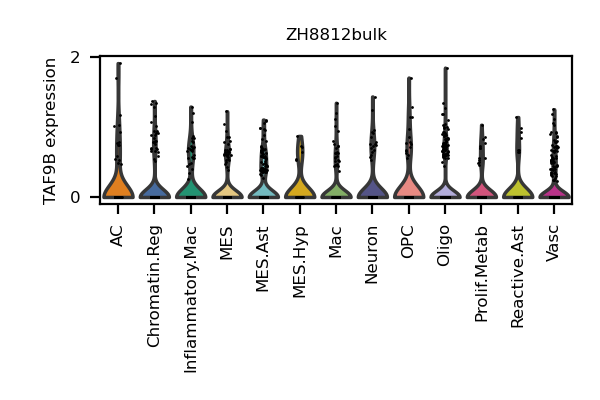 ZH8812bulk
TAF9B expression
2
0
AC
Chromatin.Reg
Inflammatory.Mac
MES
MES.Ast
MES.Hyp
Mac
Neuron
OPC
Oligo
Prolif.Metab
Reactive.Ast
Vasc